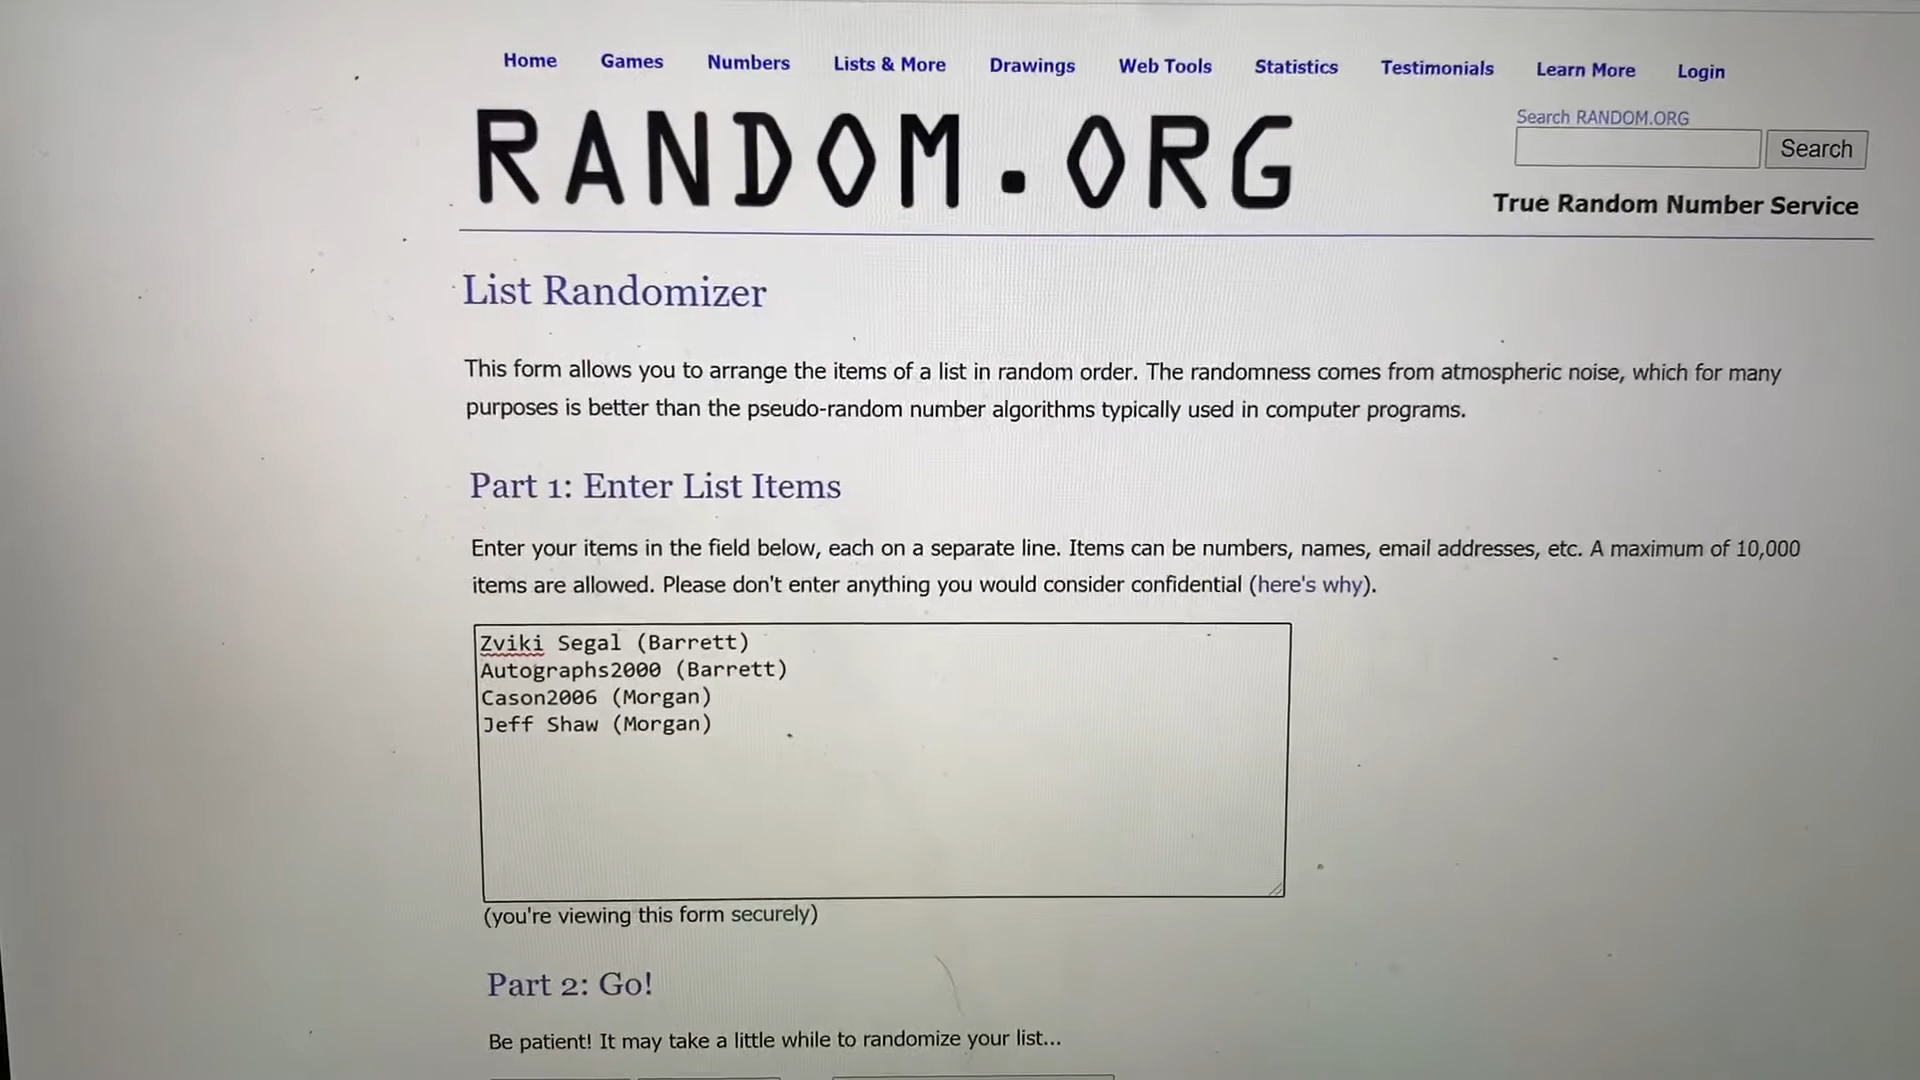 Home Games Numbers Lists & More Drawings Web Tools Statistics Testimonials Learn More Login
RANDOM.ORG
Search RANDOM.ORG
Search
True Random Number Service
List Randomizer
This form allows you to arrange the items of a list in random order. The randomness comes from atmospheric noise, which for many
purposes is better than the pseudo-random number algorithms typically used in computer programs.
Part 1: Enter List Items
Enter your items in the field below, each on a separate line. Items can be numbers, names, email addresses, etc. A maximum of 10,000
items are allowed. Please don't enter anything you would consider confidential (here's why).
Zviki Segal (Barrett)
Autographs2000 (Barrett)
Cason2006 (Morgan)
Jeff Shaw (Morgan)
(you're viewing this form securely)
Part 2: Go!
Be patient! It may take a little while to randomize your list...